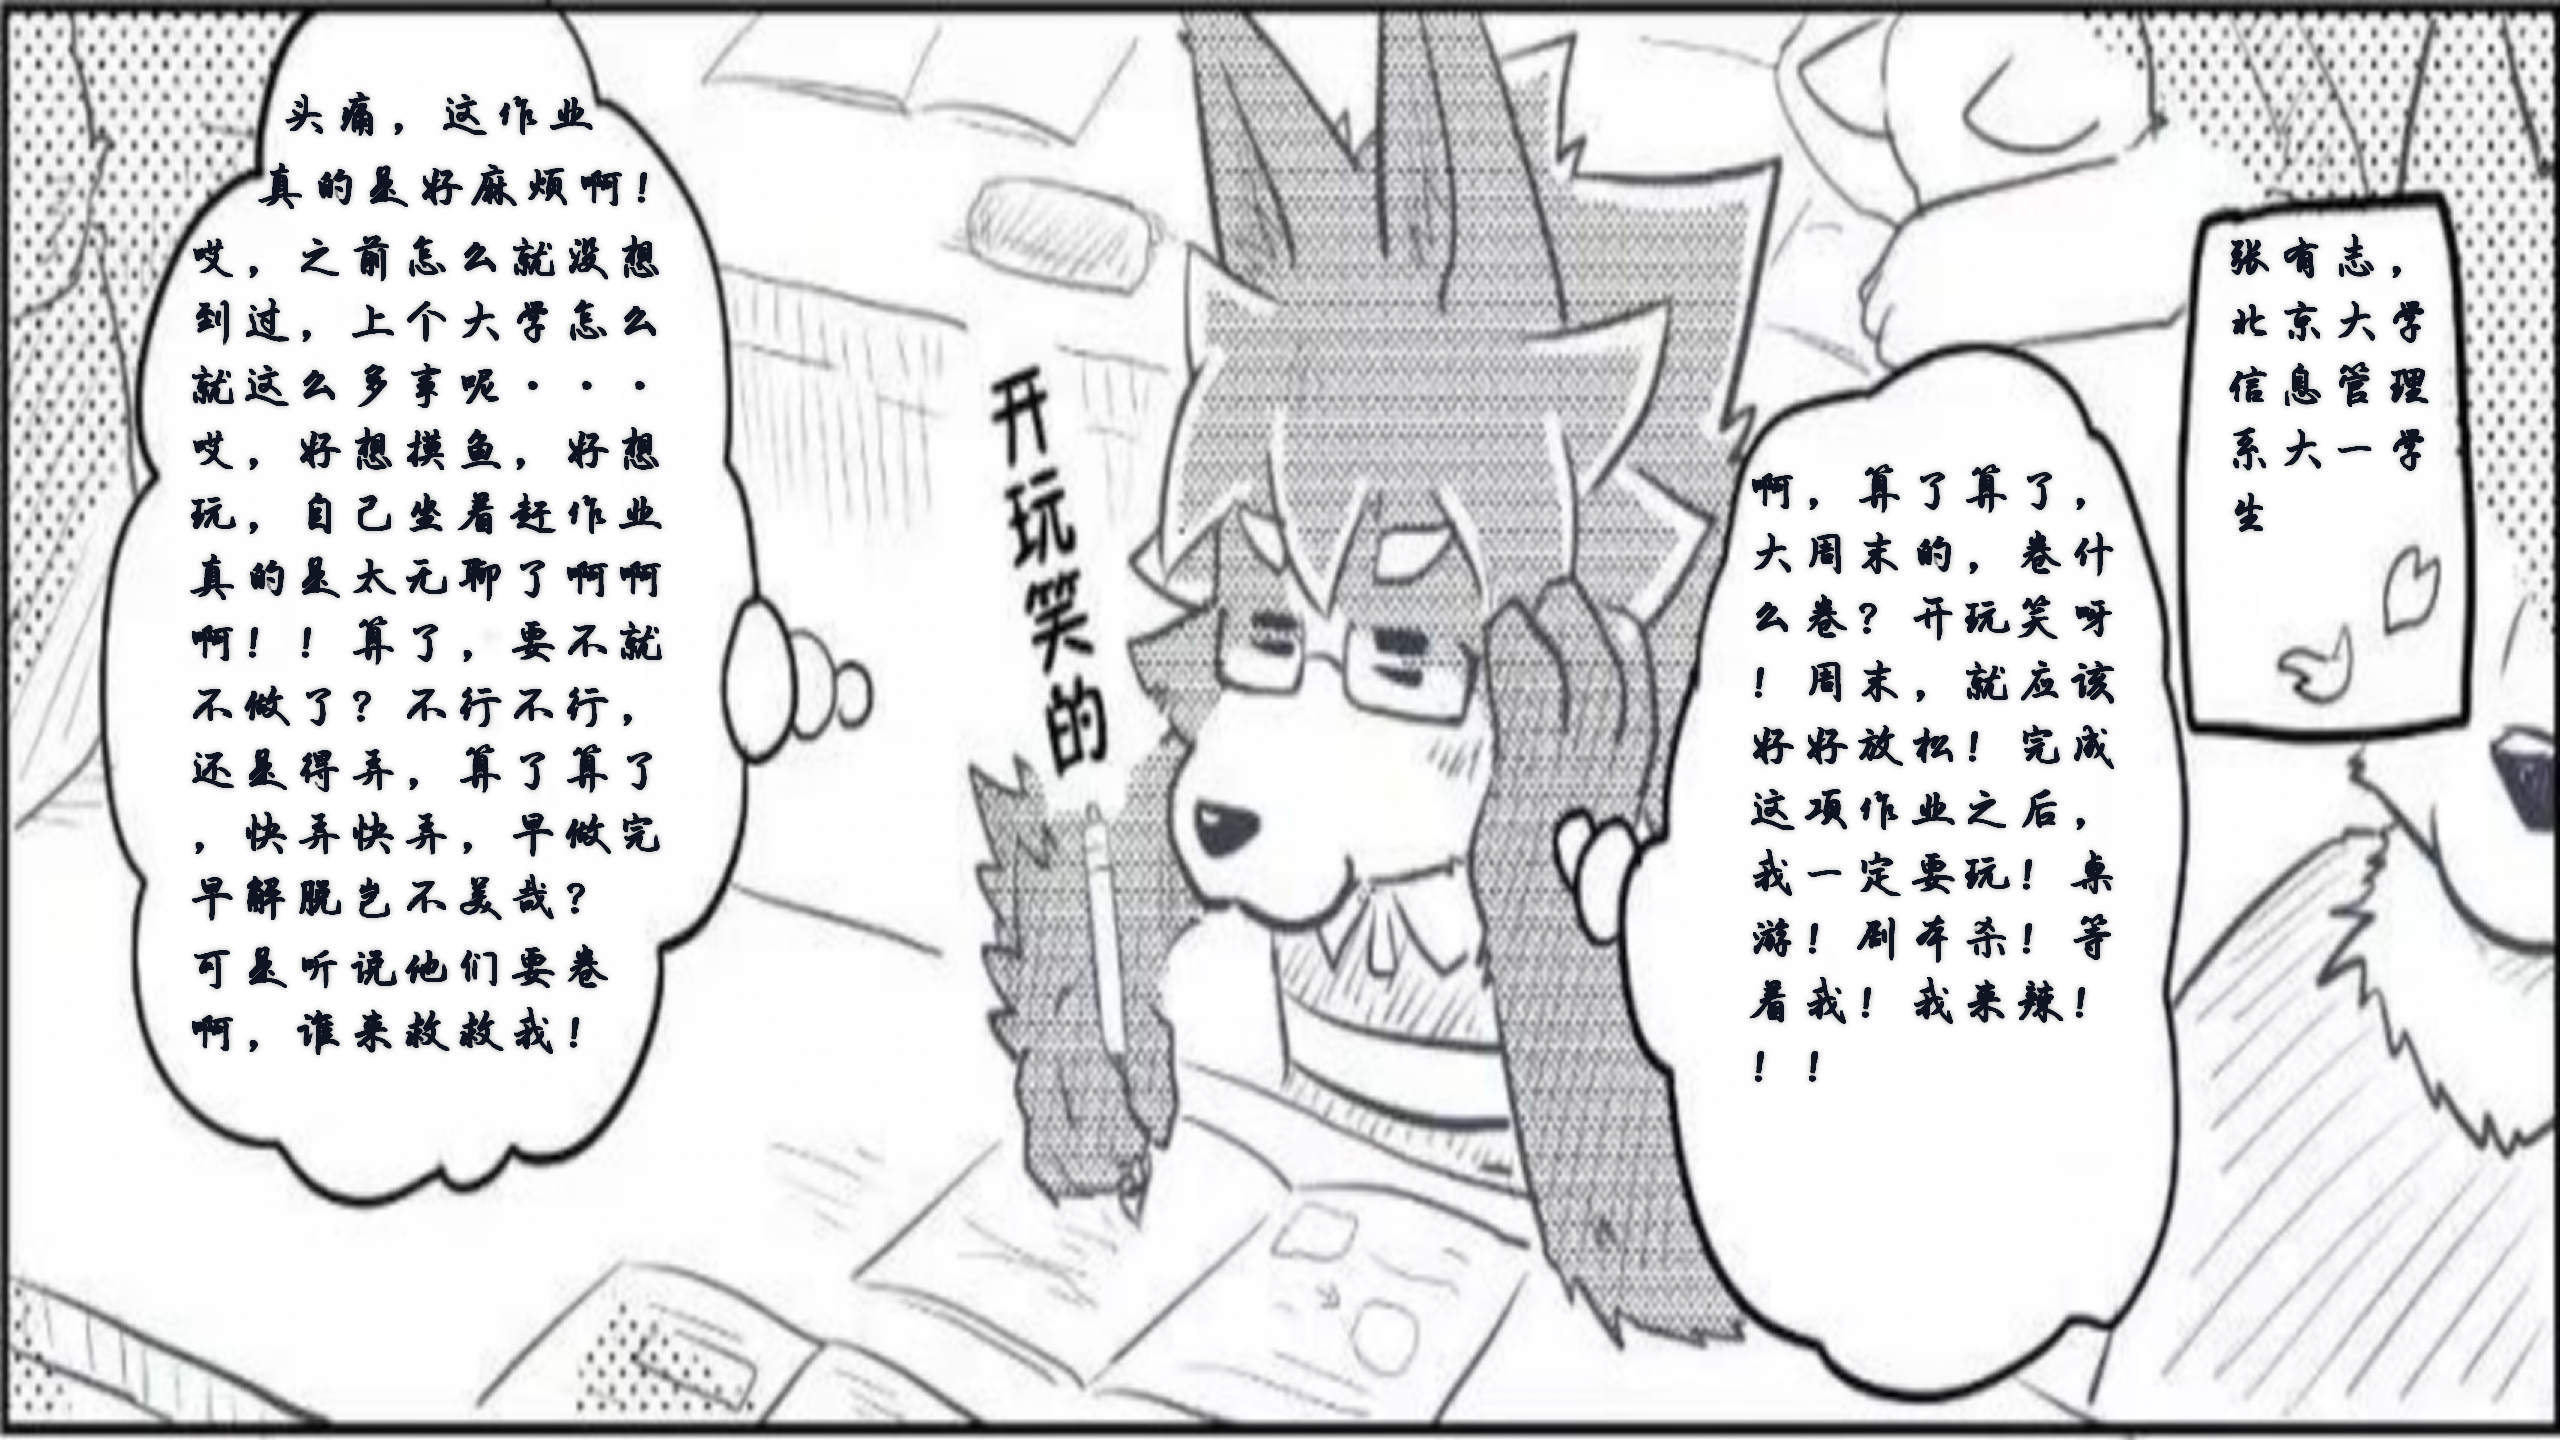 头痛，这作业
真的是好麻烦啊！
哎，之前怎么就没想
到过，上个大学怎么
就这么多事呢···
哎，好想摸鱼，好想
玩，自己坐着赶作业
真的是太无聊了啊啊
啊！！算了，要不就
不做了？不行不行，
还是得弄，算了算了
，快弄快弄，早做完
早解脱岂不美哉？
可是听说他们要卷
啊，谁来救救我！
开玩笑的
啊，算了算了，
大周末的，卷什
么卷？开玩笑呀
！周末，就应该
好好放松！完成
这项作业之后，
我一定要玩！桌
游！剧本杀！等
着我！我来辣！
！！
张有志，
北京大学
信息管理
系大一学
生